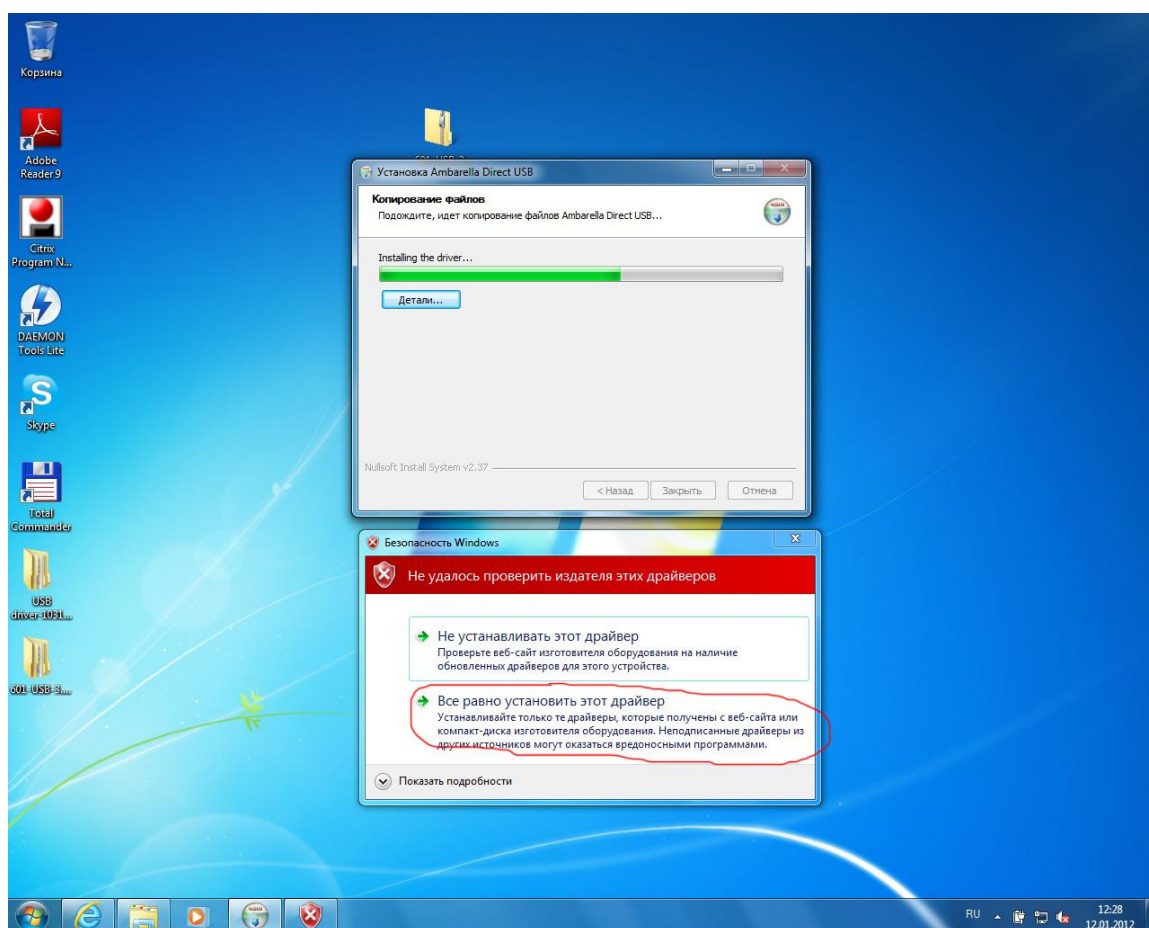 Корзина
Adobe
Reader 9
Citrix
Program N...
DAEMON
Tools Lite
Skype
Total
Commander
USB
driver-1031...
601-USB-3....
Установка Ambarella Direct USB
Копирование файлов
Подождите, идет копирование файлов Ambarella Direct USB...
Installing the driver...
Детали...
Nullsoft Install System v2.37
< Назад
Закрыть
Отмена
Безопасность Windows
Не удалось проверить издателя этих драйверов
Не устанавливать этот драйвер
Проверьте веб-сайт изготовителя оборудования на наличие
обновленных драйверов для этого устройства.
Все равно установить этот драйвер
Устанавливайте только те драйверы, которые получены с веб-сайта или
компакт-диска изготовителя оборудования. Неподписанные драйверы из
других источников могут оказаться вредоносными программами.
Показать подробности
RU
12:28
12.01.2012